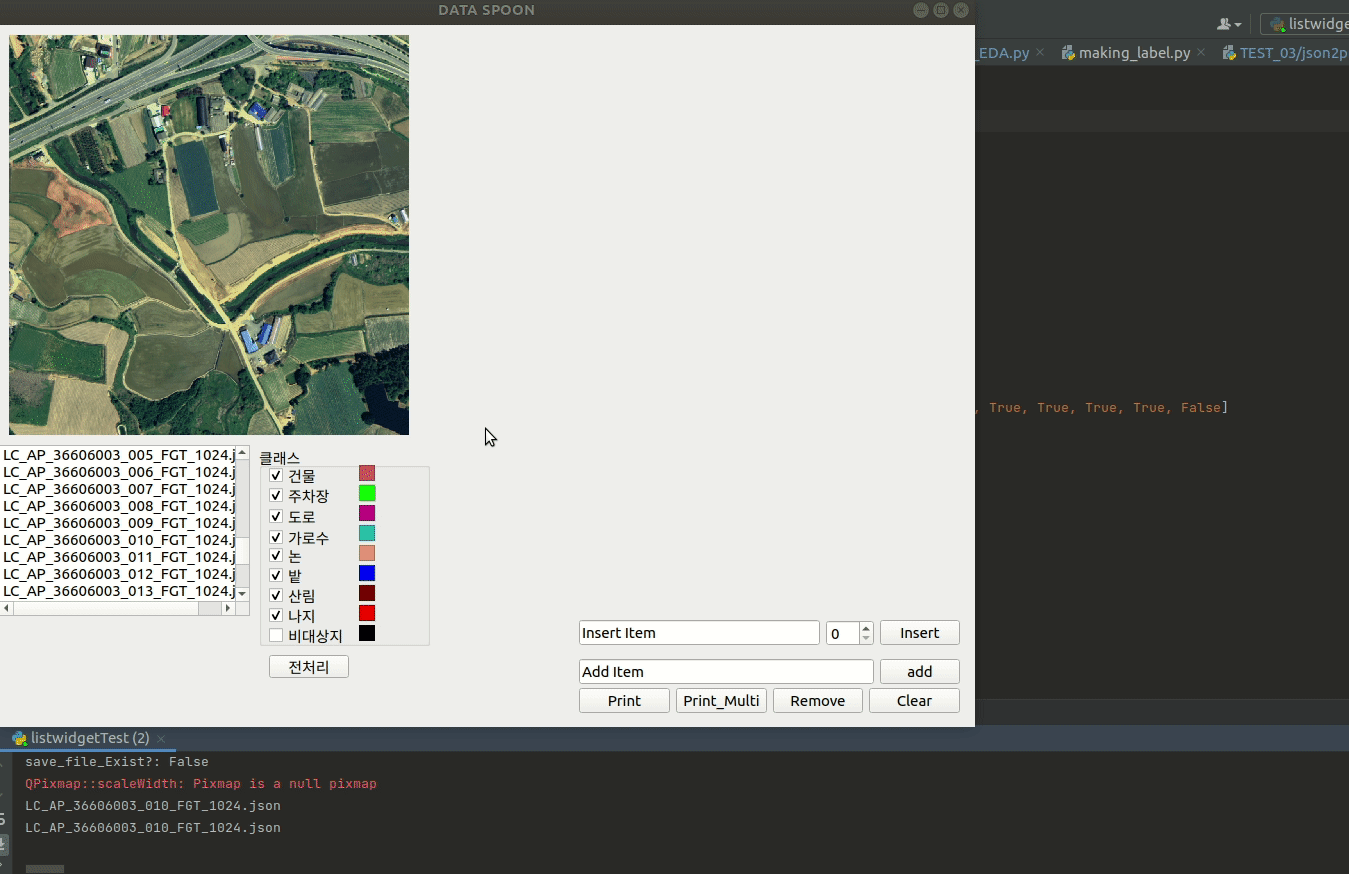 DATA SPOON
listwidge
_EDA.py
making_label.py
TEST_03/json2p
, True, True, True, True, False]
LC_AP_36606003_005_FGT_1024.j
LC_AP_36606003_006_FGT_1024.j
LC_AP_36606003_007_FGT_1024.j
LC_AP_36606003_008_FGT_1024.j
LC_AP_36606003_009_FGT_1024.j
LC_AP_36606003_010_FGT_1024.j
LC_AP_36606003_011_FGT_1024.j
LC_AP_36606003_012_FGT_1024.j
LC_AP_36606003_013_FGT_1024.j
클래스
건물
주차장
도로
가로수
논
밭
산림
나지
비대상지
전처리
Insert Item
0
Insert
Add Item
add
Print
Print_Multi
Remove
Clear
listwidgetTest (2)
save_file_Exist?: False
QPixmap::scaleWidth: Pixmap is a null pixmap
LC_AP_36606003_010_FGT_1024.json
LC_AP_36606003_010_FGT_1024.json